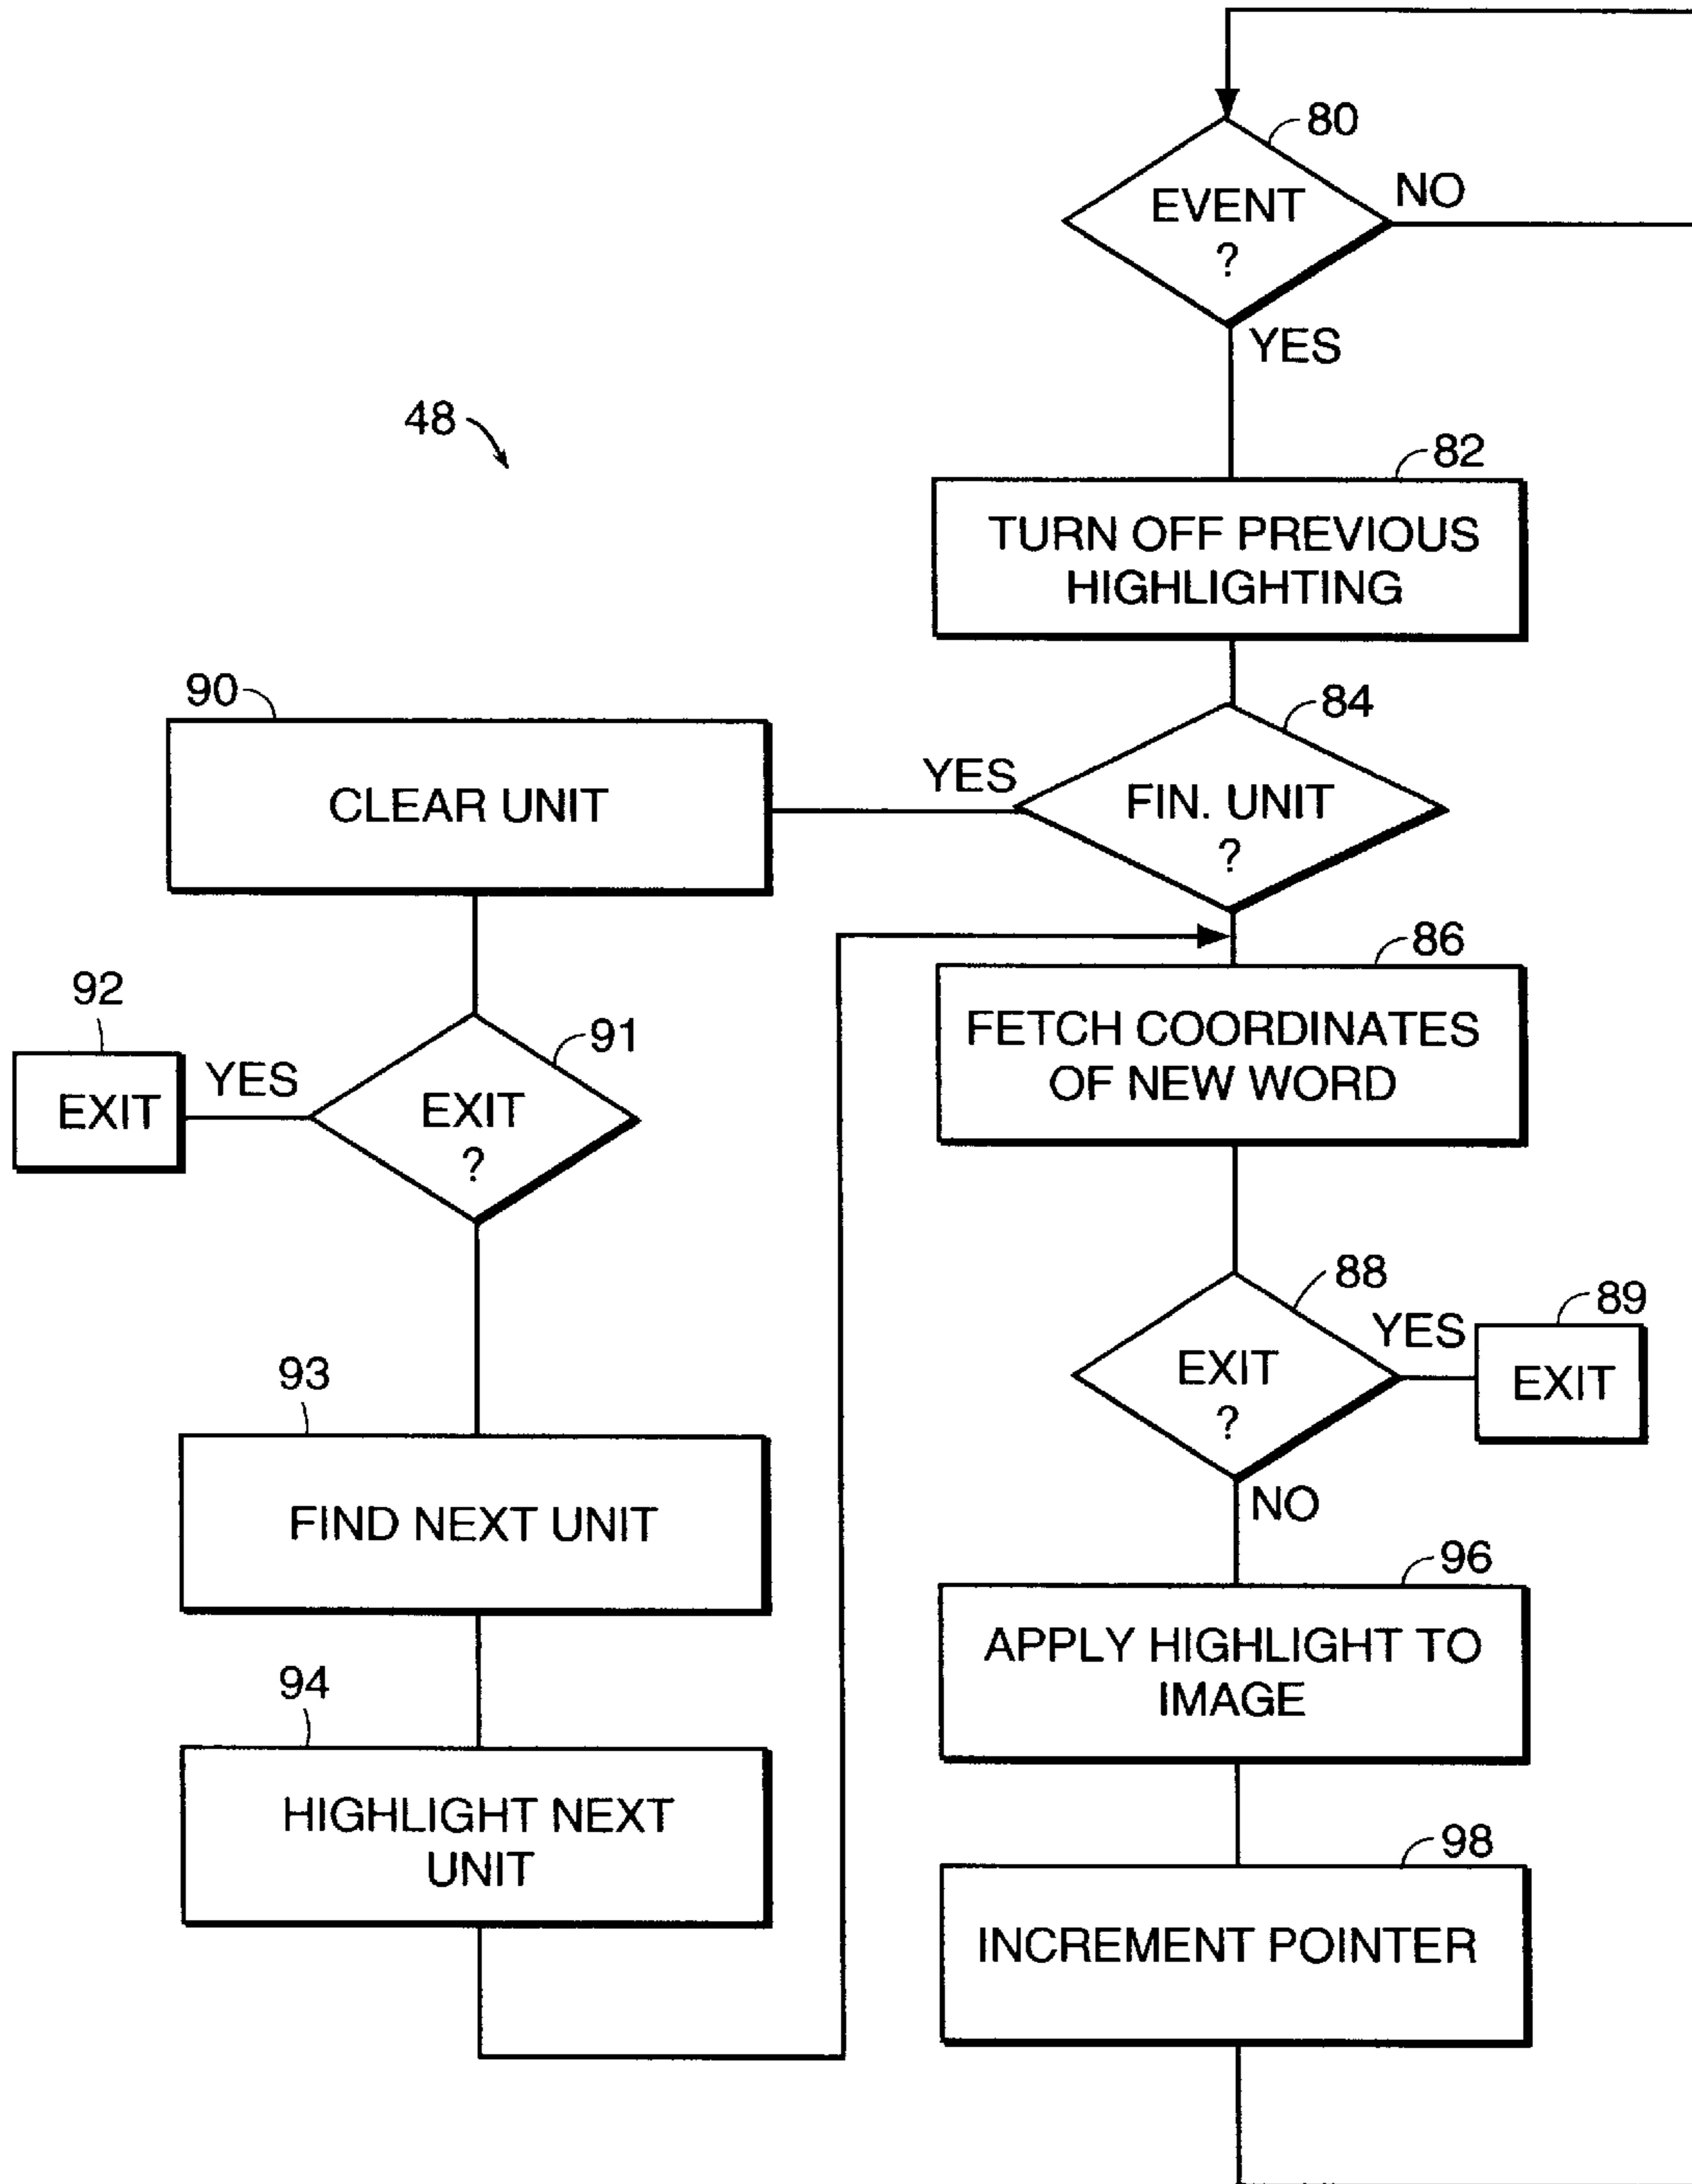 80
EVENT
?
NO
YES
48
82
TURN OFF PREVIOUS
HIGHLIGHTING
90
CLEAR UNIT
YES
84
FIN. UNIT
?
92
EXIT
YES
91
EXIT
?
86
FETCH COORDINATES
OF NEW WORD
88
EXIT
?
YES
89
EXIT
NO
93
FIND NEXT UNIT
96
APPLY HIGHLIGHT TO
IMAGE
94
HIGHLIGHT NEXT
UNIT
98
INCREMENT POINTER